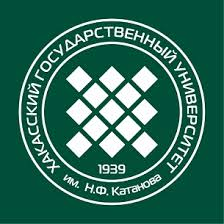 ХАКАССКИЙ ГОСУДАРСТВЕННЫЙ УНИВЕРСИТЕТ
1939
им. Н.Ф. Катанова